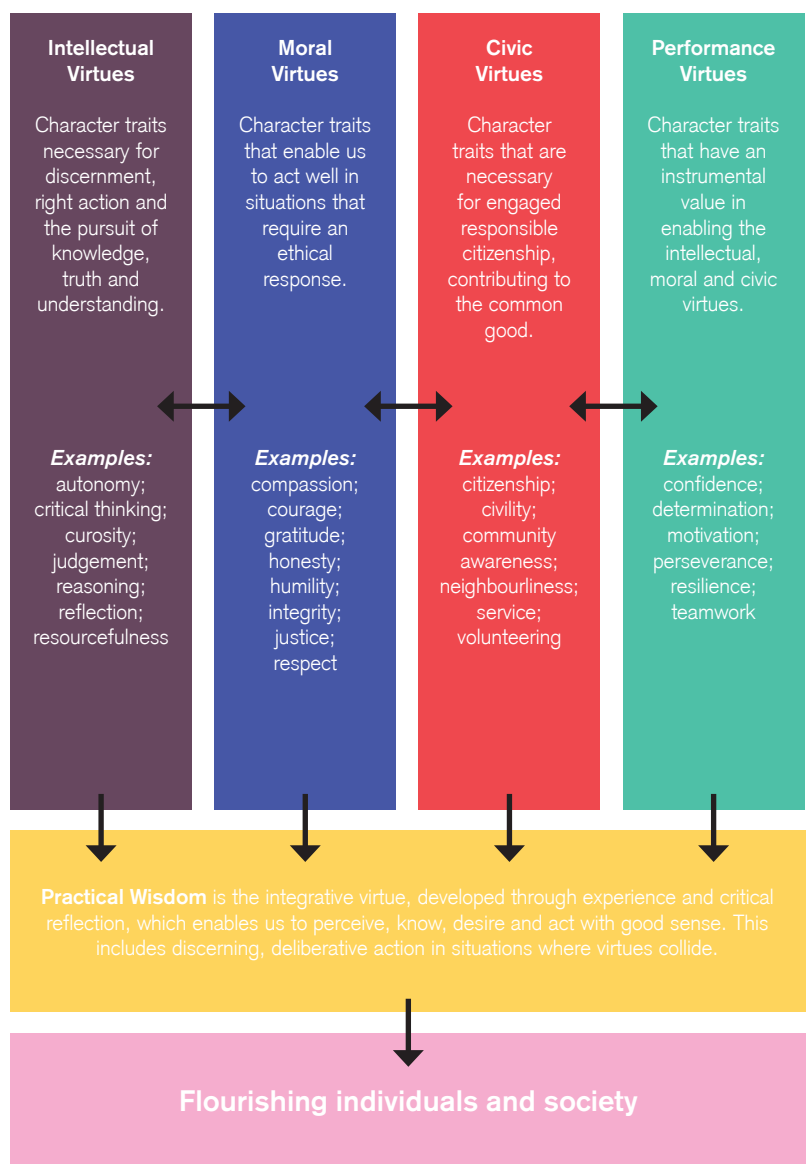 Intellectual
Virtues
Character traits
necessary for
discernment,
right action and
the pursuit of
knowledge,
truth and
understanding.
Examples:
autonomy;
critical thinking;
curosity;
judgement;
reasoning;
reflection;
resourcefulness
Moral
Virtues
Character traits
that enable us
to act well in
situations that
require an
ethical
response.
Examples:
compassion;
courage;
gratitude;
honesty;
humility;
integrity;
justice;
respect
Civic
Virtues
Character
traits that are
necessary
for engaged
responsible
citizenship,
contributing to
the common
good.
Examples:
citizenship;
civility;
community
awareness;
neighbourliness;
service;
volunteering
Performance
Virtues
Character traits
that have an
instrumental
value in
enabling the
intellectual,
moral and civic
virtues.
Examples:
confidence;
determination;
motivation;
perseverance;
resilience;
teamwork
Practical Wisdom is the integrative virtue, developed through experience and critical
reflection, which enables us to perceive, know, desire and act with good sense. This
includes discerning, deliberative action in situations where virtues collide.
Flourishing individuals and society